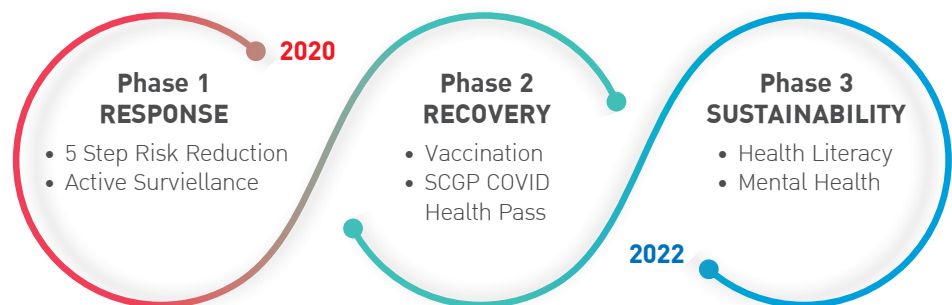 2020
Phase 1
RESPONSE
• 5 Step Risk Reduction
• Active Surviellance
Phase 2
RECOVERY
• Vaccination
• SCGP COVID
Health Pass
Phase 3
SUSTAINABILITY
• Health Literacy
• Mental Health
2022